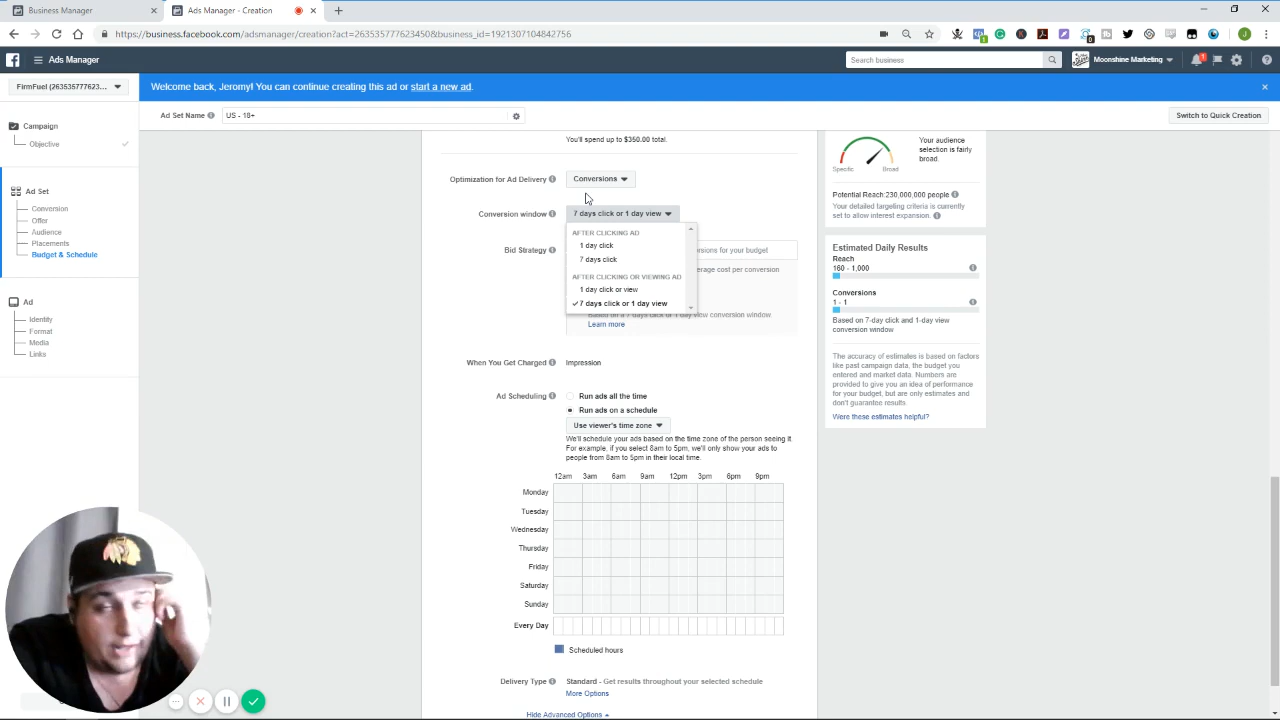 Business Manager
Ads Manager - Creation
https://business.facebook.com/adsmanager/creation?act=263535777623450&business_id=1921307104842756
Ads Manager
Search business
Moonshine Marketing
FirmFuel (263535777623...
Welcome back, Jeromy! You can continue creating this ad or start a new ad.
Ad Set Name
US - 18+
Switch to Quick Creation
Campaign
Objective
Ad Set
Conversion
Offer
Audience
Placements
Budget & Schedule
Ad
Identity
Format
Media
Links
You'll spend up to $350.00 total.
Optimization for Ad Delivery
Conversions
Conversion window
7 days click or 1 day view
AFTER CLICKING AD
1 day click
7 days click
AFTER CLICKING OR VIEWING AD
1 day click or view
7 days click or 1 day view
Bid Strategy
ersions for your budget
erage cost per conversion
Based on a 7 days click or 1 day view conversion window
Learn more
When You Get Charged
Impression
Ad Scheduling
Run ads all the time
Run ads on a schedule
Use viewer's time zone
We'll schedule your ads based on the time zone of the person seeing it.
For example, if you select 8am to 5pm, we'll only show your ads to
people from 8am to 5pm in their local time.
12am 3am 6am 9am 12pm 3pm 6pm 9pm
Monday
Tuesday
Wednesday
Thursday
Friday
Saturday
Sunday
Every Day
Scheduled hours
Delivery Type
Standard - Get results throughout your selected schedule
More Options
Hide Advanced Options
Specific
Broad
Your audience
selection is fairly
broad.
Potential Reach:230,000,000 people
Your detailed targeting criteria is currently
set to allow interest expansion.
Estimated Daily Results
Reach
160 - 1,000
Conversions
1 - 1
Based on 7-day click and 1-day view
conversion window
The accuracy of estimates is based on factors
like past campaign data, the budget you
entered and market data. Numbers are
provided to give you an idea of performance
for your budget, but are only estimates and
don't guarantee results.
Were these estimates helpful?